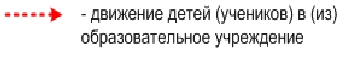 - движение детей (учеников) в (из)
образовательное учреждение